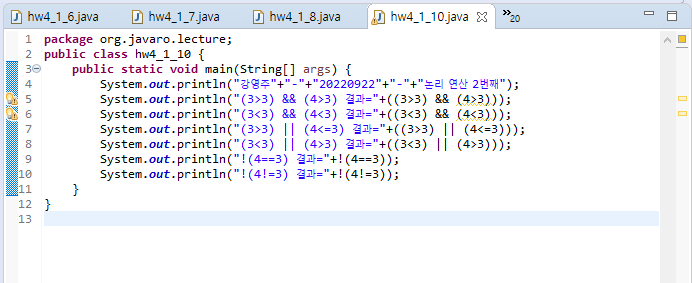 hw4_1_6.java hw4_1_7.java hw4_1_8.java hw4_1_10.java »20
1 package org.javaro.lecture;
2 public class hw4_1_10 {
3 public static void main(String[] args) {
4 System.out.println("강영주"+"-"+"20220922"+"-"+"논리 연산 2번째");
5 System.out.println("(3>3) && (4>3) 결과="+((3>3) && (4>3)));
6 System.out.println("(3<3) && (4<3) 결과="+((3<3) && (4<3)));
7 System.out.println("(3>3) || (4<=3) 결과="+((3>3) || (4<=3)));
8 System.out.println("(3<3) || (4>3) 결과="+((3<3) || (4>3)));
9 System.out.println("!(4==3) 결과="+!(4==3));
10 System.out.println("!(4!=3) 결과="+!(4!=3));
11 }
12 }
13